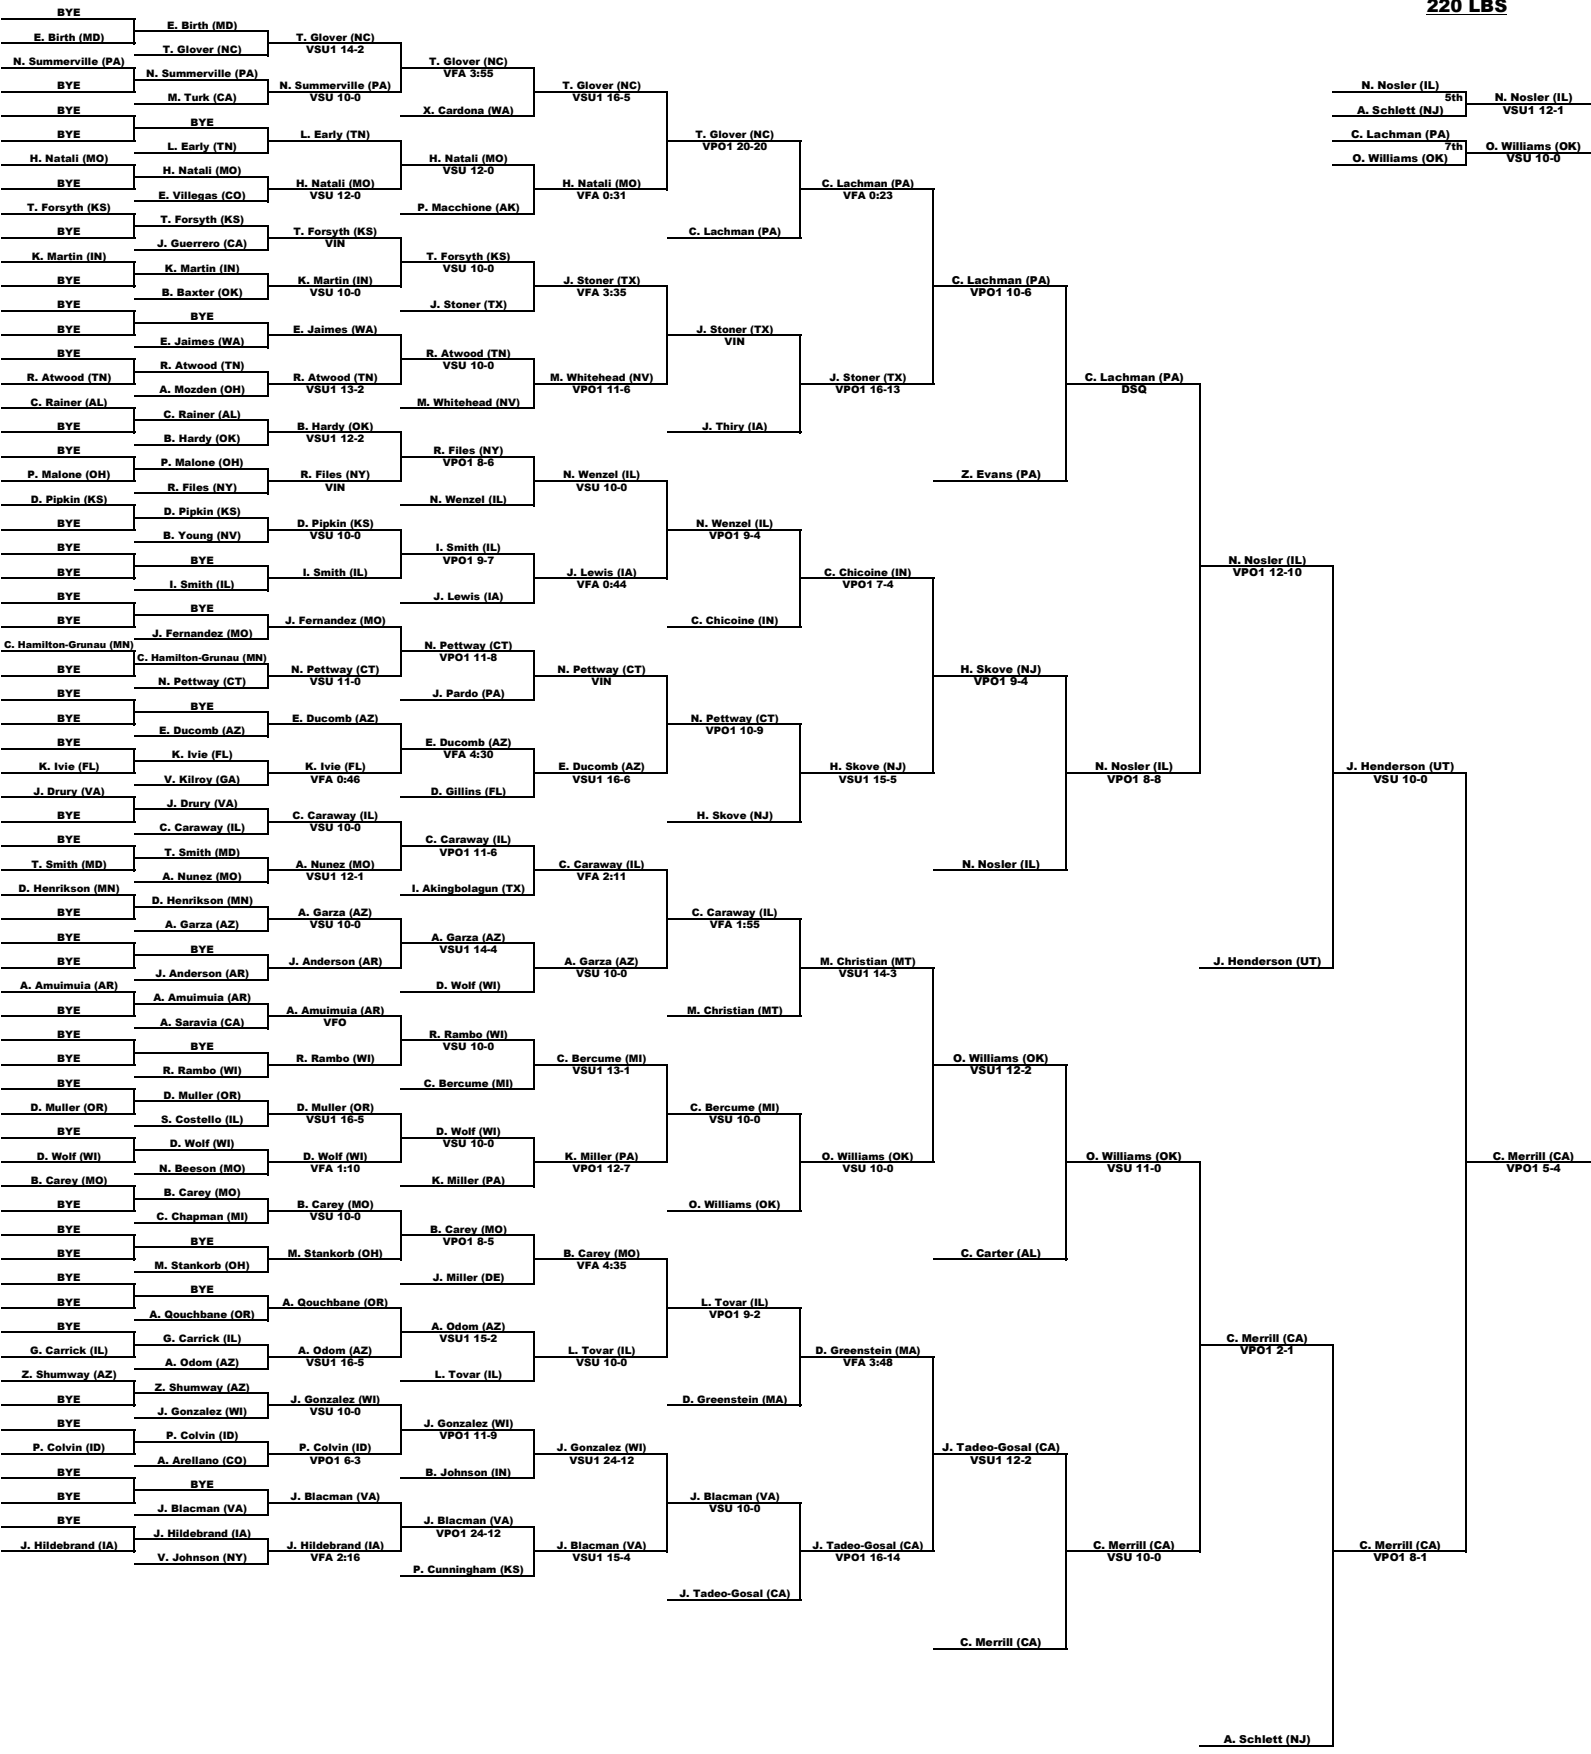 220 LBS
BYE
E. Birth (MD)
N. Summerville (PA)
BYE
BYE
BYE
H. Natali (MO)
BYE
T. Forsyth (KS)
BYE
K. Martin (IN)
BYE
BYE
BYE
BYE
R. Atwood (TN)
C. Rainer (AL)
BYE
BYE
P. Malone (OH)
D. Pipkin (KS)
BYE
BYE
BYE
BYE
BYE
C. Hamilton-Grunau (MN)
BYE
BYE
BYE
BYE
K. Ivie (FL)
J. Drury (VA)
BYE
BYE
T. Smith (MD)
D. Henrikson (MN)
BYE
BYE
BYE
A. Amuimuia (AR)
BYE
BYE
BYE
BYE
D. Muller (OR)
BYE
D. Wolf (WI)
B. Carey (MO)
BYE
BYE
BYE
BYE
BYE
BYE
G. Carrick (IL)
Z. Shumway (AZ)
BYE
BYE
P. Colvin (ID)
BYE
BYE
BYE
J. Hildebrand (IA)
E. Birth (MD)
T. Glover (NC)
N. Summerville (PA)
M. Turk (CA)
BYE
L. Early (TN)
H. Natali (MO)
E. Villegas (CO)
T. Forsyth (KS)
J. Guerrero (CA)
K. Martin (IN)
B. Baxter (OK)
BYE
E. Jaimes (WA)
R. Atwood (TN)
A. Mozden (OH)
C. Rainer (AL)
B. Hardy (OK)
P. Malone (OH)
R. Files (NY)
D. Pipkin (KS)
B. Young (NV)
BYE
I. Smith (IL)
BYE
J. Fernandez (MO)
C. Hamilton-Grunau (MN)
N. Pettway (CT)
BYE
E. Ducomb (AZ)
K. Ivie (FL)
V. Kilroy (GA)
J. Drury (VA)
C. Caraway (IL)
T. Smith (MD)
A. Nunez (MO)
D. Henrikson (MN)
A. Garza (AZ)
BYE
J. Anderson (AR)
A. Amuimuia (AR)
A. Saravia (CA)
BYE
R. Rambo (WI)
D. Muller (OR)
S. Costello (IL)
D. Wolf (WI)
N. Beeson (MO)
B. Carey (MO)
C. Chapman (MI)
BYE
M. Stankorb (OH)
BYE
A. Qouchbane (OR)
G. Carrick (IL)
A. Odom (AZ)
Z. Shumway (AZ)
J. Gonzalez (WI)
P. Colvin (ID)
A. Arellano (CO)
BYE
J. Blacman (VA)
J. Hildebrand (IA)
V. Johnson (NY)
T. Glover (NC)
VSU1 14-2
N. Summerville (PA)
VSU 10-0
L. Early (TN)
H. Natali (MO)
VSU 12-0
T. Forsyth (KS)
VIN
K. Martin (IN)
VSU 10-0
E. Jaimes (WA)
R. Atwood (TN)
VSU1 13-2
B. Hardy (OK)
VSU1 12-2
R. Files (NY)
VIN
D. Pipkin (KS)
VSU 10-0
I. Smith (IL)
J. Fernandez (MO)
N. Pettway (CT)
VSU 11-0
E. Ducomb (AZ)
K. Ivie (FL)
VFA 0:46
C. Caraway (IL)
VSU 10-0
A. Nunez (MO)
VSU1 12-1
A. Garza (AZ)
VSU 10-0
J. Anderson (AR)
A. Amuimuia (AR)
VFO
R. Rambo (WI)
D. Muller (OR)
VSU1 16-5
D. Wolf (WI)
VFA 1:10
B. Carey (MO)
VSU 10-0
M. Stankorb (OH)
A. Qouchbane (OR)
A. Odom (AZ)
VSU1 16-5
J. Gonzalez (WI)
VSU 10-0
P. Colvin (ID)
VPO1 6-3
J. Blacman (VA)
J. Hildebrand (IA)
VFA 2:16
T. Glover (NC)
VFA 3:55
X. Cardona (WA)
H. Natali (MO)
VSU 12-0
P. Macchione (AK)
T. Forsyth (KS)
VSU 10-0
J. Stoner (TX)
R. Atwood (TN)
VSU 10-0
M. Whitehead (NV)
R. Files (NY)
VPO1 8-6
N. Wenzel (IL)
I. Smith (IL)
VPO1 9-7
J. Lewis (IA)
N. Pettway (CT)
VPO1 11-8
J. Pardo (PA)
E. Ducomb (AZ)
VFA 4:30
D. Gillins (FL)
C. Caraway (IL)
VPO1 11-6
I. Akingbolagun (TX)
A. Garza (AZ)
VSU1 14-4
D. Wolf (WI)
R. Rambo (WI)
VSU 10-0
C. Bercume (MI)
D. Wolf (WI)
VSU 10-0
K. Miller (PA)
B. Carey (MO)
VPO1 8-5
J. Miller (DE)
A. Odom (AZ)
VSU1 15-2
L. Tovar (IL)
J. Gonzalez (WI)
VPO1 11-9
B. Johnson (IN)
J. Blacman (VA)
VPO1 24-12
P. Cunningham (KS)
T. Glover (NC)
VSU1 16-5
H. Natali (MO)
VFA 0:31
J. Stoner (TX)
VFA 3:35
M. Whitehead (NV)
VPO1 11-6
N. Wenzel (IL)
VSU 10-0
J. Lewis (IA)
VFA 0:44
N. Pettway (CT)
VIN
E. Ducomb (AZ)
VSU1 16-6
C. Caraway (IL)
VFA 2:11
A. Garza (AZ)
VSU 10-0
C. Bercume (MI)
VSU1 13-1
K. Miller (PA)
VPO1 12-7
B. Carey (MO)
VFA 4:35
L. Tovar (IL)
VSU 10-0
J. Gonzalez (WI)
VSU1 24-12
J. Blacman (VA)
VSU1 15-4
T. Glover (NC)
VPO1 20-20
C. Lachman (PA)
J. Stoner (TX)
VIN
J. Thiry (IA)
N. Wenzel (IL)
VPO1 9-4
C. Chicoine (IN)
N. Pettway (CT)
VPO1 10-9
H. Skove (NJ)
C. Caraway (IL)
VFA 1:55
M. Christian (MT)
C. Bercume (MI)
VSU 10-0
O. Williams (OK)
L. Tovar (IL)
VPO1 9-2
D. Greenstein (MA)
J. Blacman (VA)
VSU 10-0
J. Tadeo-Gosal (CA)
C. Lachman (PA)
VFA 0:23
J. Stoner (TX)
VPO1 16-13
C. Chicoine (IN)
VPO1 7-4
H. Skove (NJ)
VSU1 15-5
M. Christian (MT)
VSU1 14-3
O. Williams (OK)
VSU 10-0
D. Greenstein (MA)
VFA 3:48
J. Tadeo-Gosal (CA)
VPO1 16-14
C. Lachman (PA)
VPO1 10-6
Z. Evans (PA)
H. Skove (NJ)
VPO1 9-4
N. Nosler (IL)
O. Williams (OK)
VSU1 12-2
C. Carter (AL)
J. Tadeo-Gosal (CA)
VSU1 12-2
C. Merrill (CA)
C. Lachman (PA)
DSQ
N. Nosler (IL)
VPO1 8-8
O. Williams (OK)
VSU 11-0
C. Merrill (CA)
VSU 10-0
N. Nosler (IL)
VPO1 12-10
J. Henderson (UT)
C. Merrill (CA)
VPO1 2-1
A. Schlett (NJ)
J. Henderson (UT)
VSU 10-0
C. Merrill (CA)
VPO1 8-1
C. Merrill (CA)
VPO1 5-4
N. Nosler (IL)
5th
A. Schlett (NJ)
N. Nosler (IL)
VSU1 12-1
C. Lachman (PA)
7th
O. Williams (OK)
O. Williams (OK)
VSU 10-0